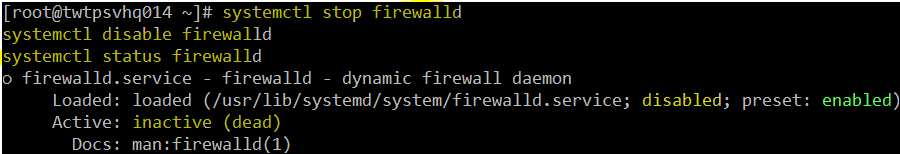 [root@twtpsvhq014 ~]# systemctl stop firewalld
systemctl disable firewalld
systemctl status firewalld
o firewalld.service - firewalld - dynamic firewall daemon
Loaded: loaded (/usr/lib/systemd/system/firewalld.service; disabled; preset: enabled)
Active: inactive (dead)
Docs: man:firewalld(1)